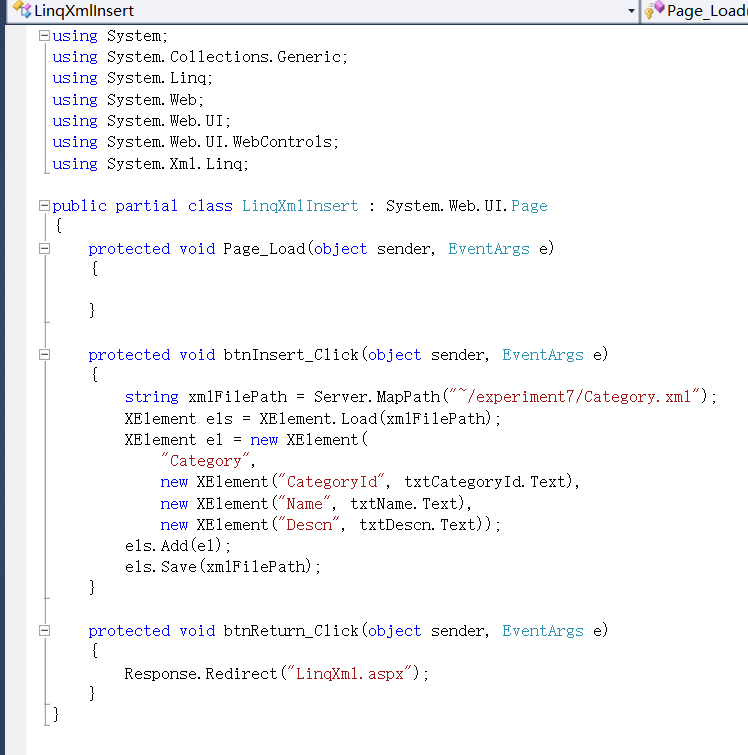 LinqXmlInsert
Page_Load(
using System;
using System.Collections.Generic;
using System.Linq;
using System.Web;
using System.Web.UI;
using System.Web.UI.WebControls;
using System.Xml.Linq;
public partial class LinqXmlInsert : System.Web.UI.Page
{
protected void Page_Load(object sender, EventArgs e)
{
}
protected void btnInsert_Click(object sender, EventArgs e)
{
string xmlFilePath = Server.MapPath("~/experiment7/Category.xml");
XElement els = XElement.Load(xmlFilePath);
XElement el = new XElement(
"Category",
new XElement("CategoryId", txtCategoryId.Text),
new XElement("Name", txtName.Text),
new XElement("Descn", txtDescn.Text));
els.Add(el);
els.Save(xmlFilePath);
}
protected void btnReturn_Click(object sender, EventArgs e)
{
Response.Redirect("LinqXml.aspx");
}
}